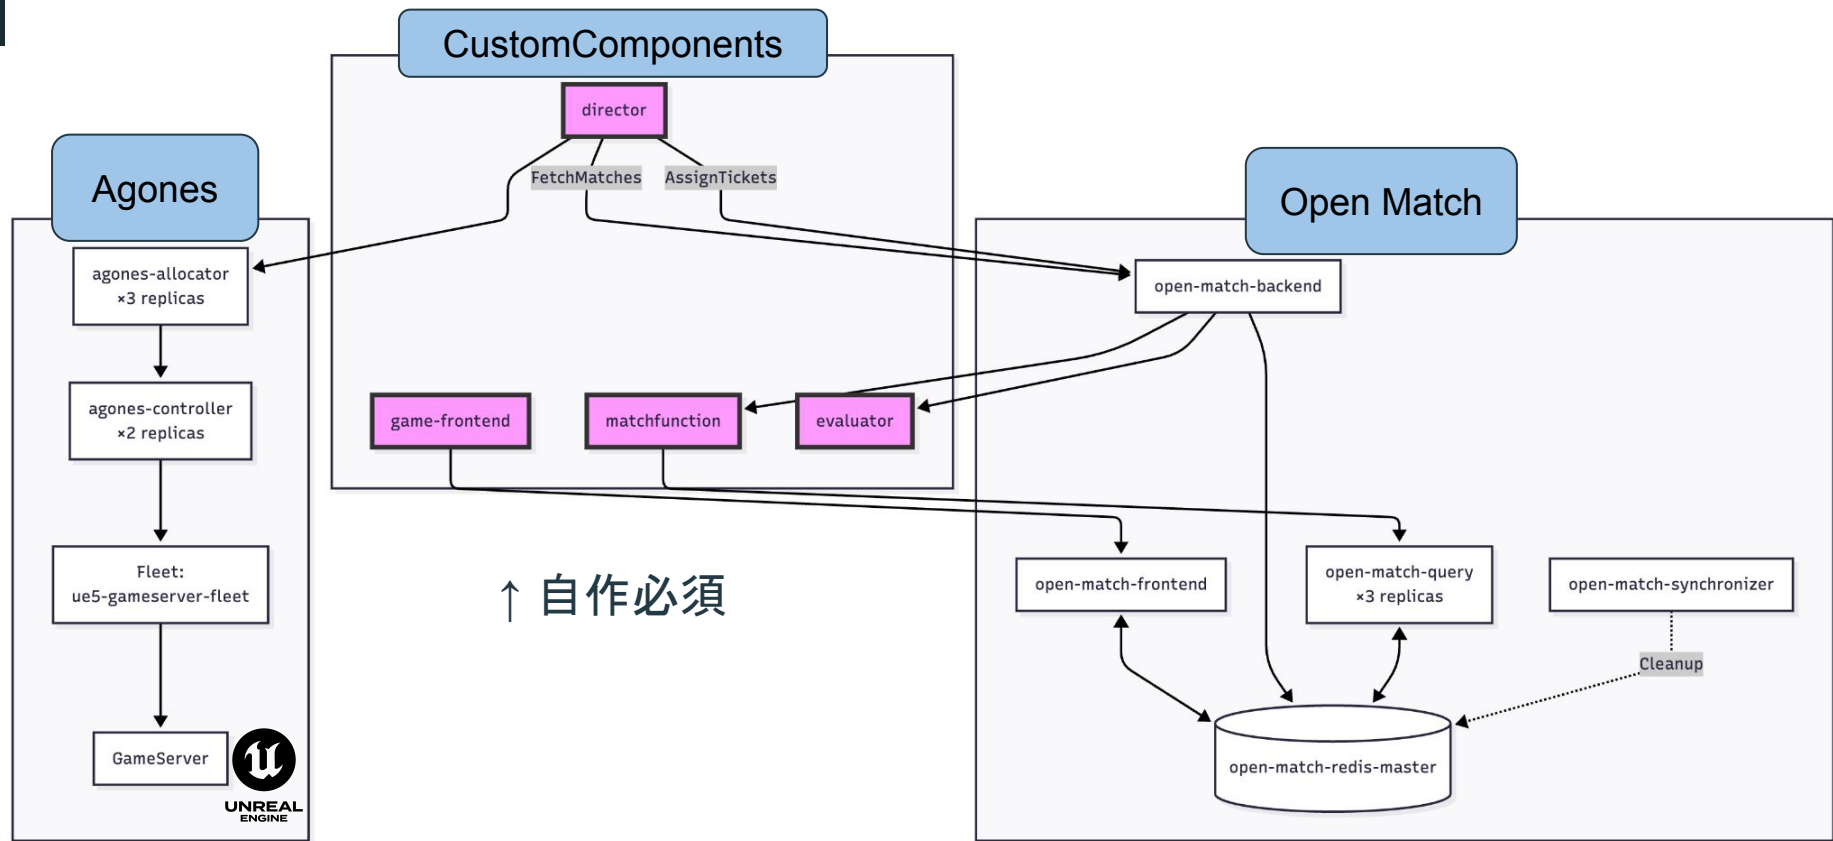 CustomComponents
director
FetchMatches
AssignTickets
game-frontend
matchfunction
evaluator
Agones
agones-allocator
×3 replicas
agones-controller
×2 replicas
Fleet:
ue5-gameserver-fleet
GameServer
UNREAL
ENGINE
↑ 自作必須
Open Match
open-match-backend
open-match-frontend
open-match-query
×3 replicas
open-match-synchronizer
Cleanup
open-match-redis-master